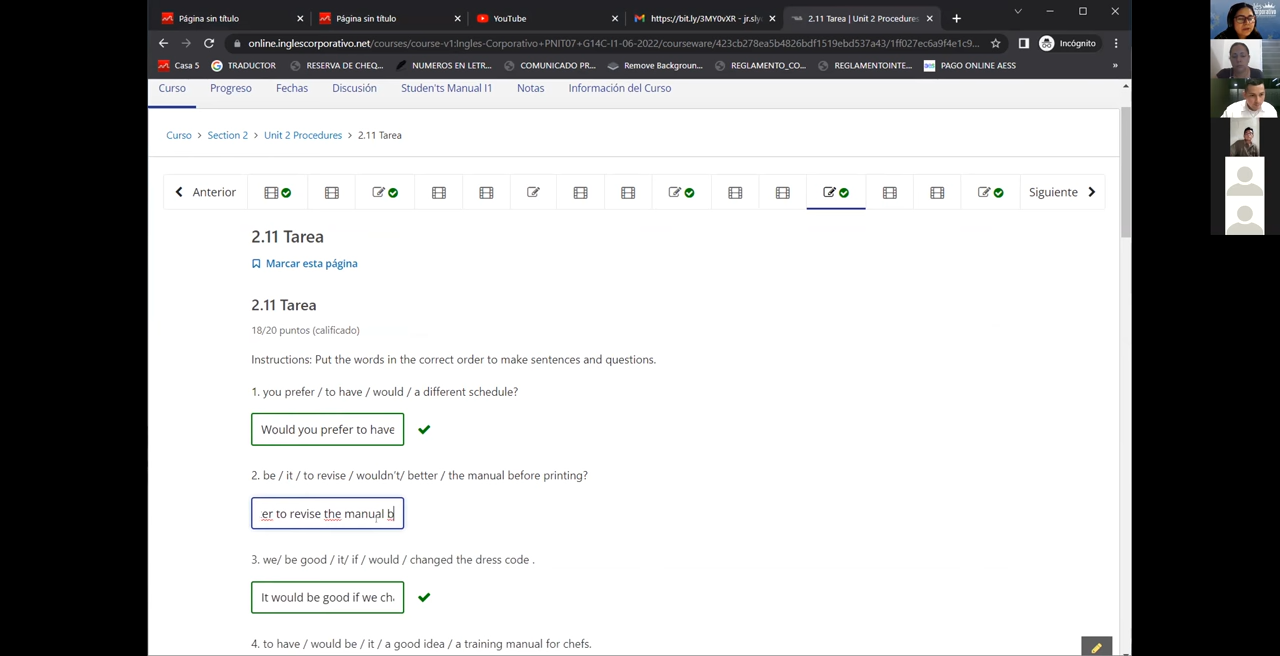 Página sin título
Página sin título
YouTube
https://bit.ly/3MY0vXR - jr.sly
2.11 Tarea | Unit 2 Procedures
online.inglescorporativo.net/courses/course-v1:Ingles-Corporativo+PNIT07+G14C-I1-06-2022/courseware/423cb278ea5b4826bdf1519ebd537a43/1ff027ec6a9f4e1c9...
Incógnito
Casa 5
TRADUCTOR
RESERVA DE CHEQ...
NUMEROS EN LETR...
COMUNICADO PR...
Remove Backgroun...
REGLAMENTO_CO...
REGLAMENTOINTE...
PAGO ONLINE AESS
»
Curso
Progreso
Fechas
Discusión
Studen'ts Manual I1
Notas
Información del Curso
Curso > Section 2 > Unit 2 Procedures > 2.11 Tarea
Anterior
Siguiente
2.11 Tarea
Marcar esta página
2.11 Tarea
18/20 puntos (calificado)
Instructions: Put the words in the correct order to make sentences and questions.
1. you prefer / to have / would / a different schedule?
Would you prefer to have
2. be / it / to revise / wouldn't/ better / the manual before printing?
er to revise the manual b
3. we/ be good / it/ if / would / changed the dress code .
It would be good if we ch
4. to have / would be / it / a good idea / a training manual for chefs.